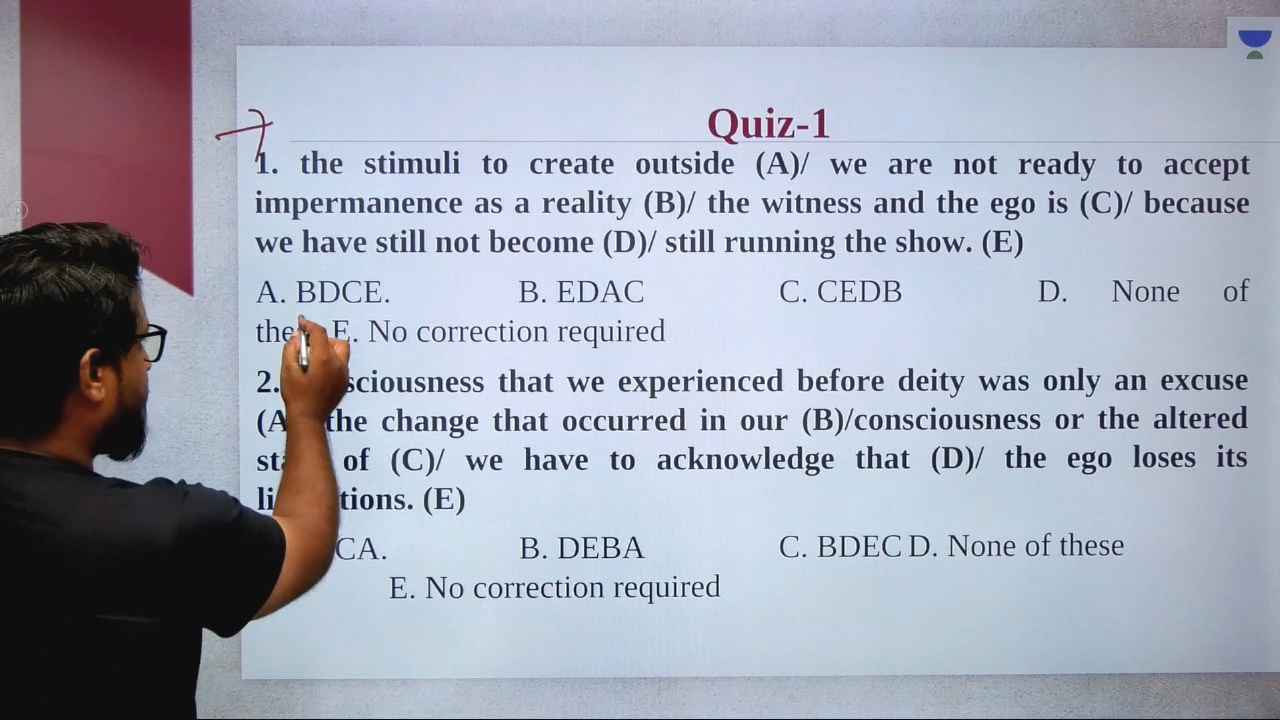 Quiz-1
1. the stimuli to create outside (A)/ we are not ready to accept
impermanence as a reality (B)/ the witness and the ego is (C)/ because
we have still not become (D)/ still running the show. (E)
A. BDCE. B. EDAC C. CEDB D. None of
E. No correction required
2. that we experienced before deity was only an excuse
(A the change that occurred in our (B)/consciousness or the altered
of (C)/ we have to acknowledge that (D)/ the ego loses its
(E)
CA. B. DEBA C. BDEC D. None of these
E. No correction required